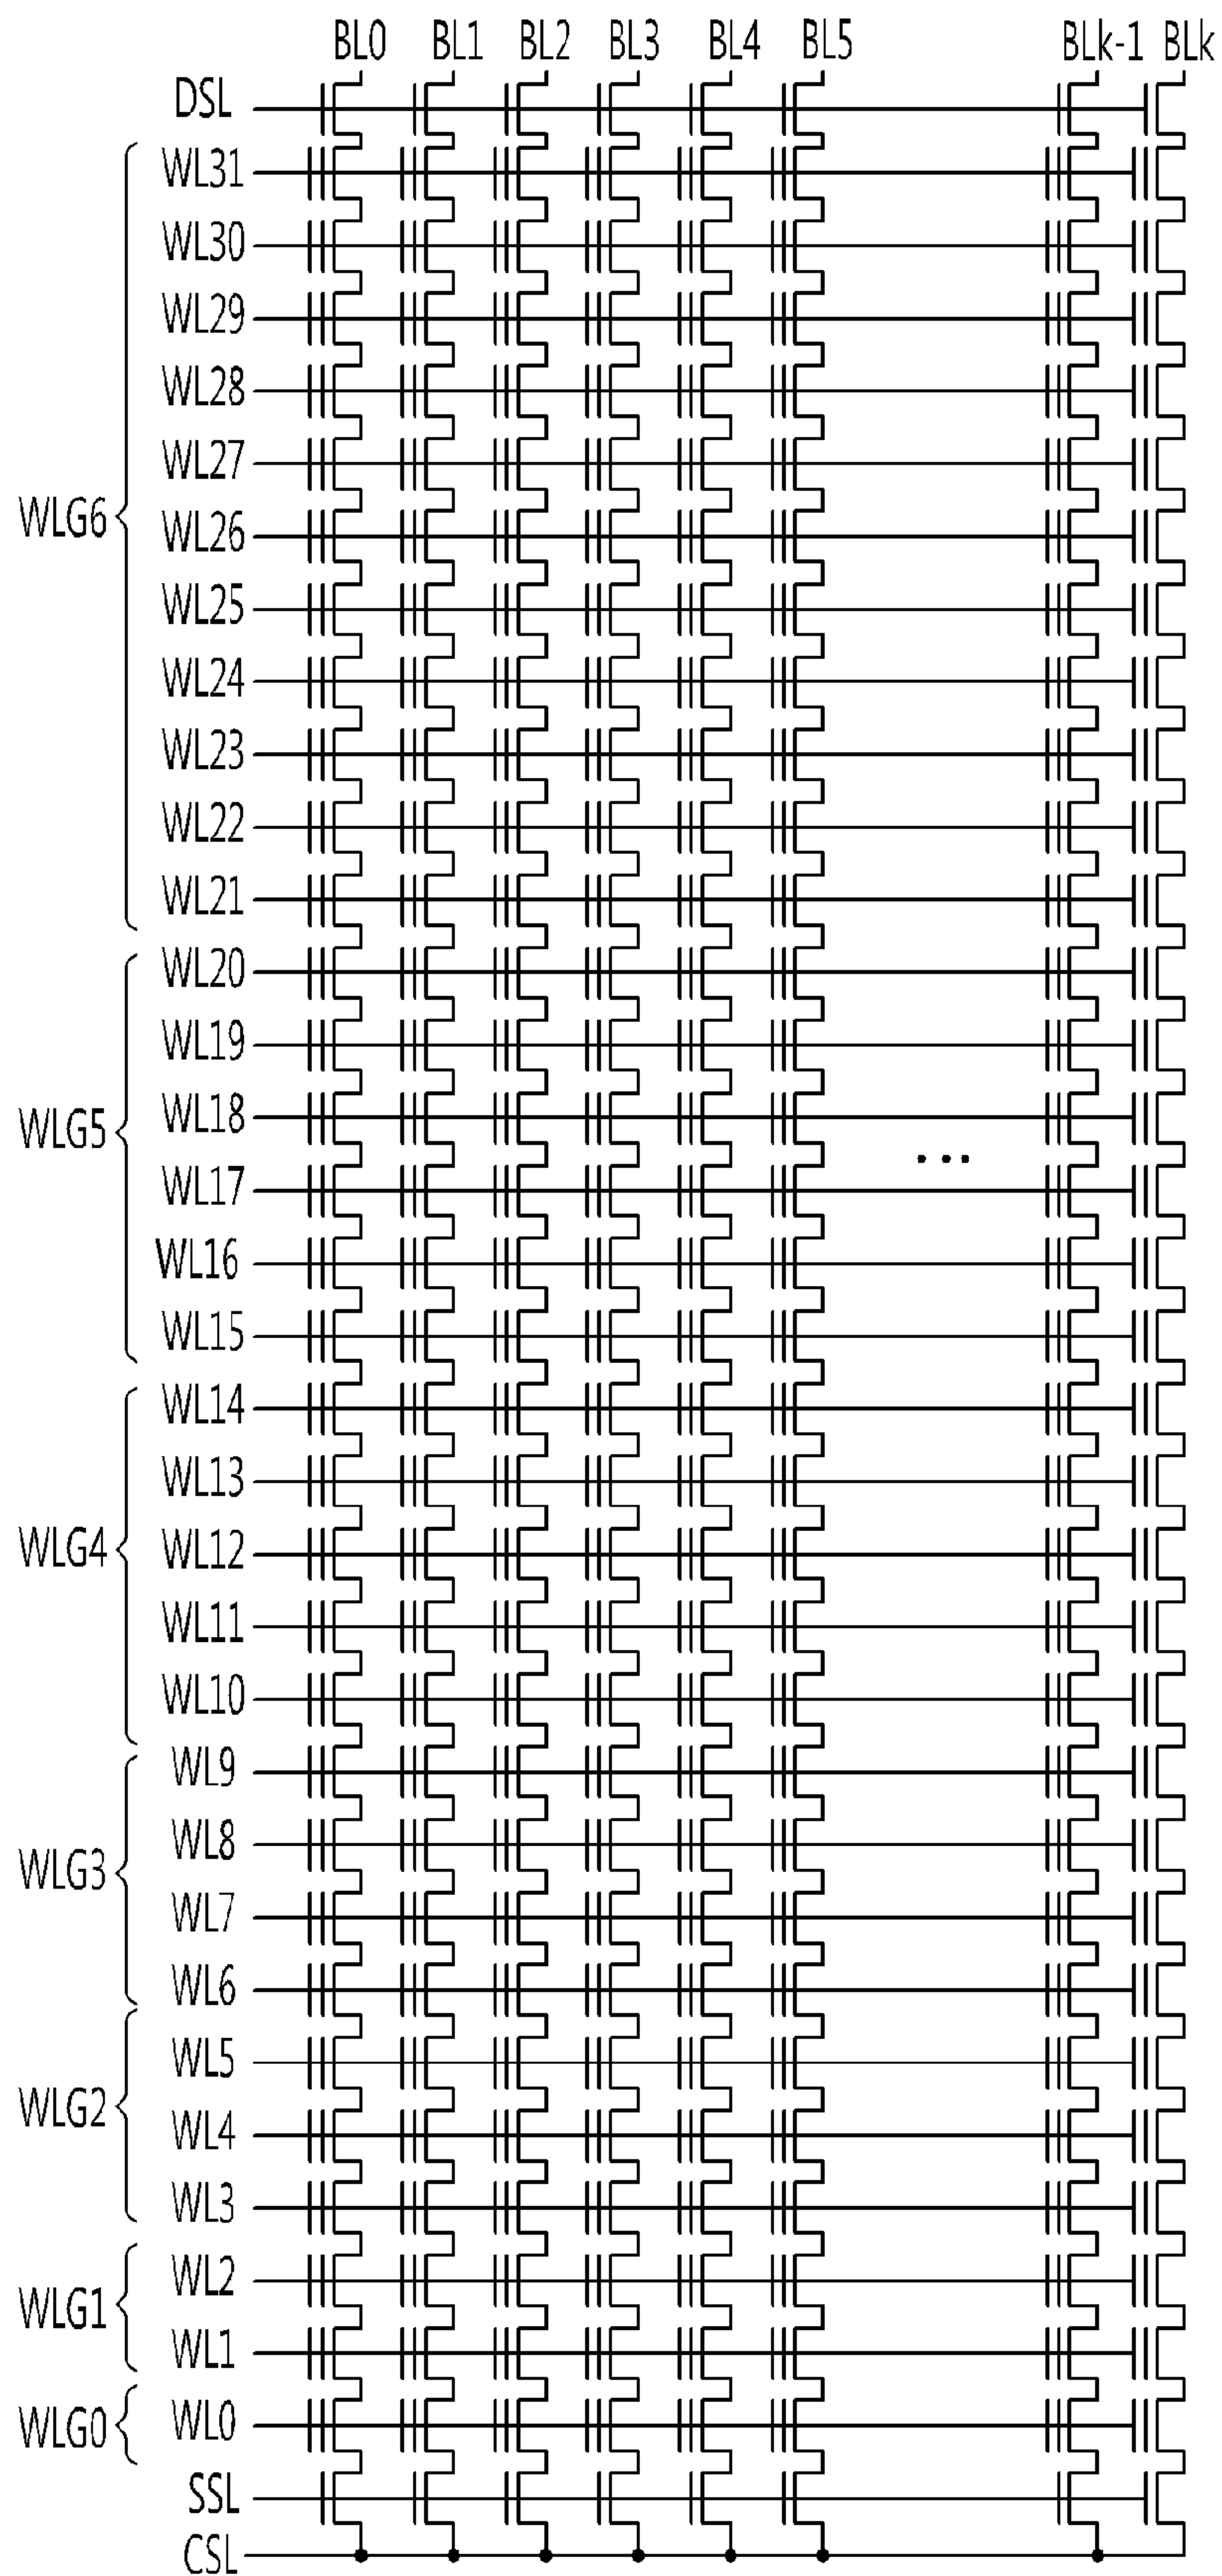 BL0 BL1 BL2 BL3 BL4 BL5 BLk-1 BLk
DSL
WL31
WL30
WL29
WL28
WL27
WLG6 WL26
WL25
WL24
WL23
WL22
WL21
WL20
WL19
WLG5 WL18
WL17
WL16
WL15
WL14
WL13
WLG4 WL12
WL11
WL10
WL9
WLG3 WL8
WL7
WL6
WL5
WLG2 WL4
WL3
WL2
WLG1
WL1
WLG0 WL0
SSL
CSL